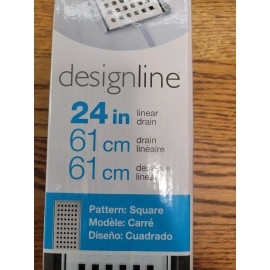 designline
24 in linear
drain
61 cm drain
linéaire
61 cm
Pattern: Square
Modèle: Carré
Diseño: Cuadrado